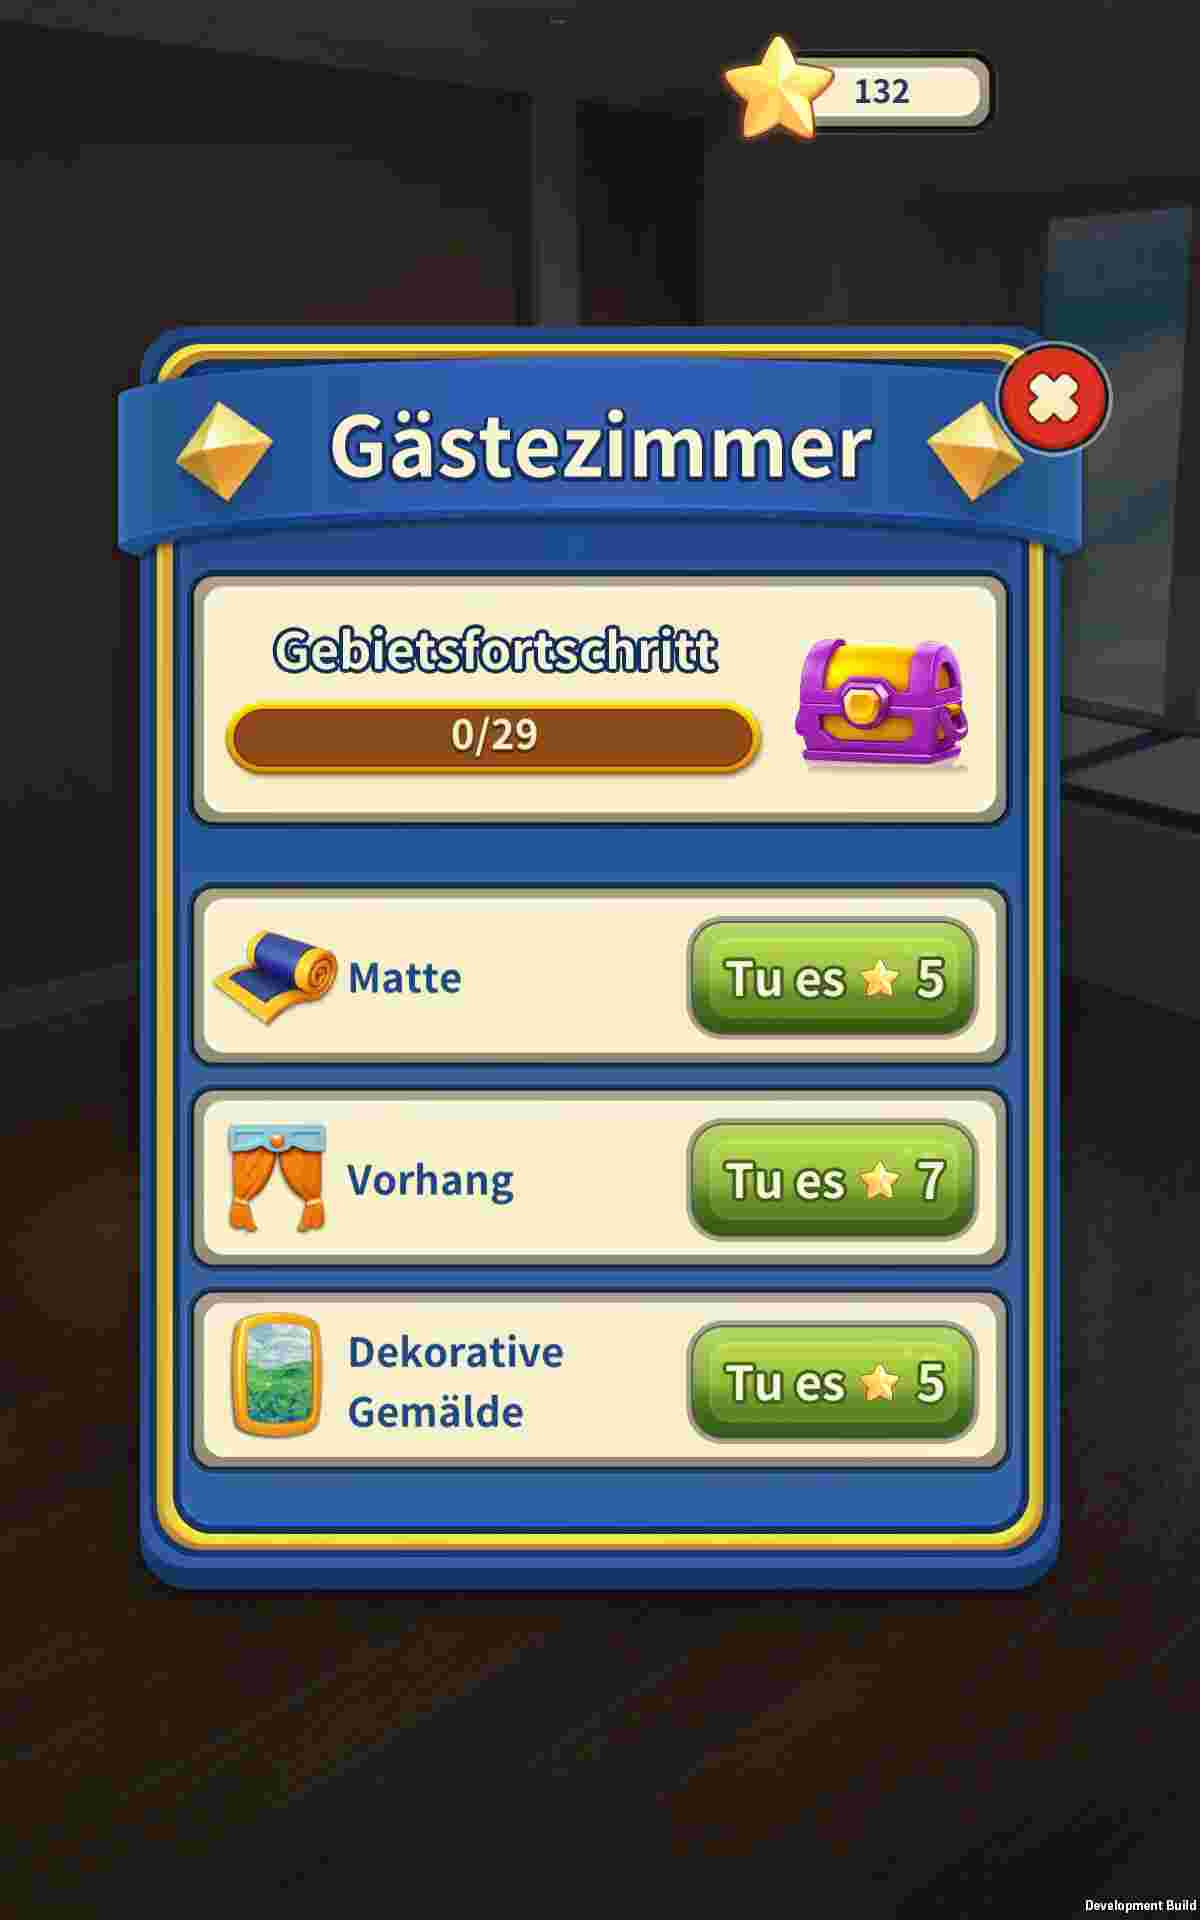 132
Gästezimmer
Gebietsfortschritt
0/29
Matte
Tu es 5
Vorhang
Tu es 7
Dekorative
Gemälde
Tu es 5
Development Build